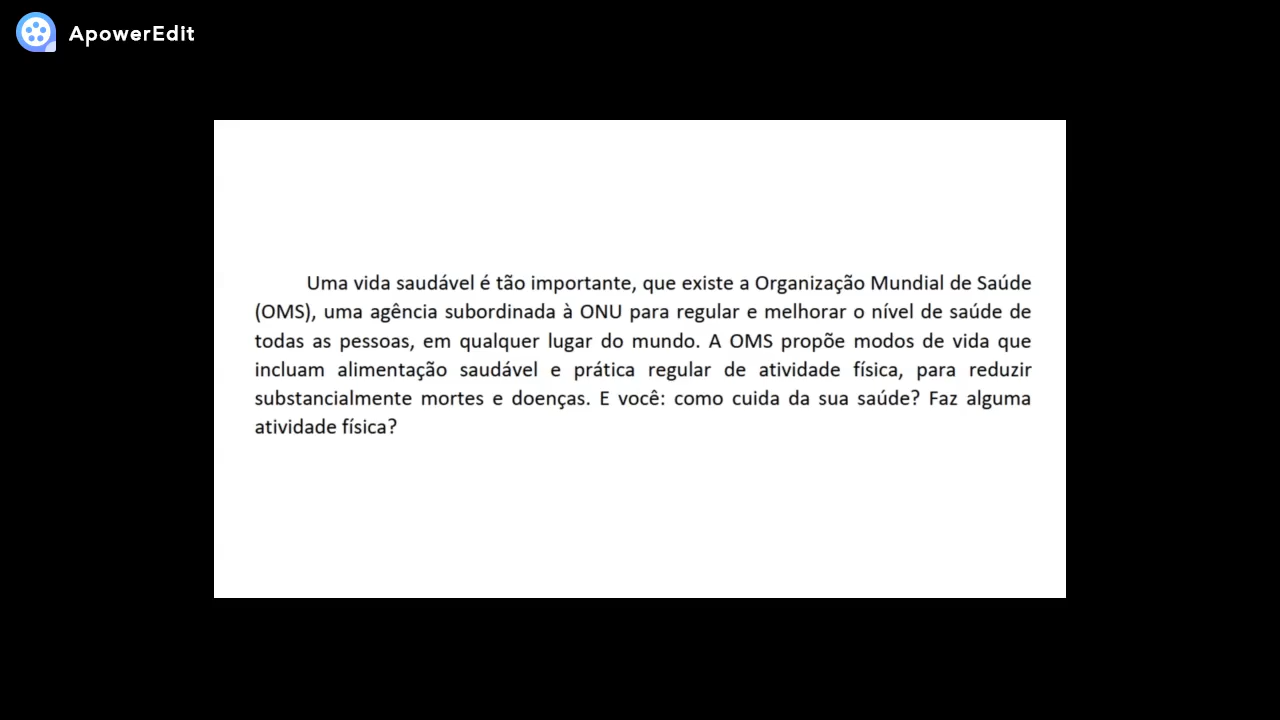 ApowerEdit
Uma vida saudável é tão importante, que existe a Organização Mundial de Saúde
(OMS), uma agência subordinada à ONU para regular e melhorar o nível de saúde de
todas as pessoas, em qualquer lugar do mundo. A OMS propõe modos de vida que
incluam alimentação saudável e prática regular de atividade física, para reduzir
substancialmente mortes e doenças. E você: como cuida da sua saúde? Faz alguma
atividade física?